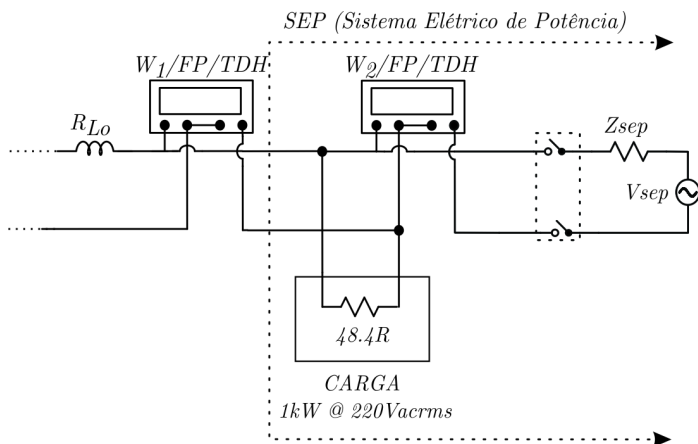 SEP (Sistema Elétrico de Potência)
W1/FP/TDH
W2/FP/TDH
RLo
Zsep
Vsep
48.4R
CARGA
1kW @ 220Vacrms